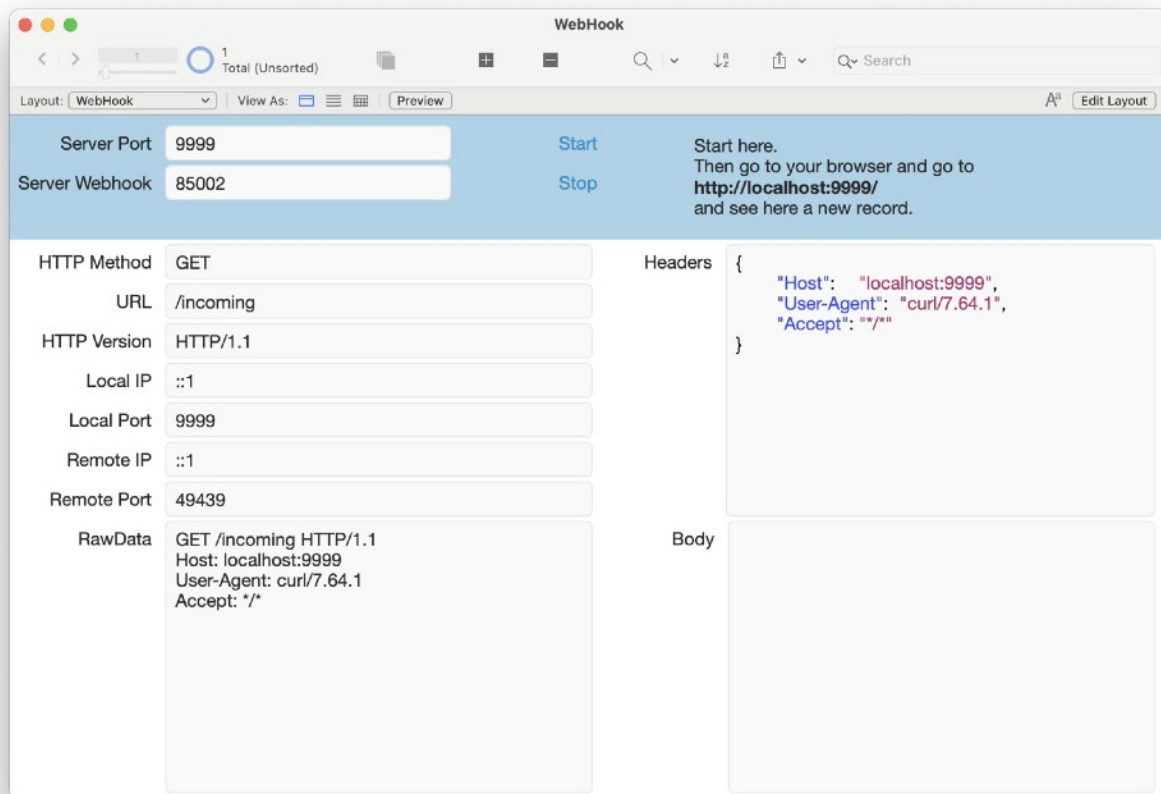 WebHook
1
1
Total (Unsorted)
Search
Layout: WebHook
View As:
Preview
Aa
Edit Layout
Server Port 9999
Start
Server Webhook 85002
Stop
Start here.
Then go to your browser and go to
http://localhost:9999/
and see here a new record.
HTTP Method GET
URL /incoming
HTTP Version HTTP/1.1
Local IP ::1
Local Port 9999
Remote IP ::1
Remote Port 49439
Headers {
"Host": "localhost:9999",
"User-Agent": "curl/7.64.1",
"Accept": "*/*"
}
RawData GET /incoming HTTP/1.1
Host: localhost:9999
User-Agent: curl/7.64.1
Accept: */*
Body